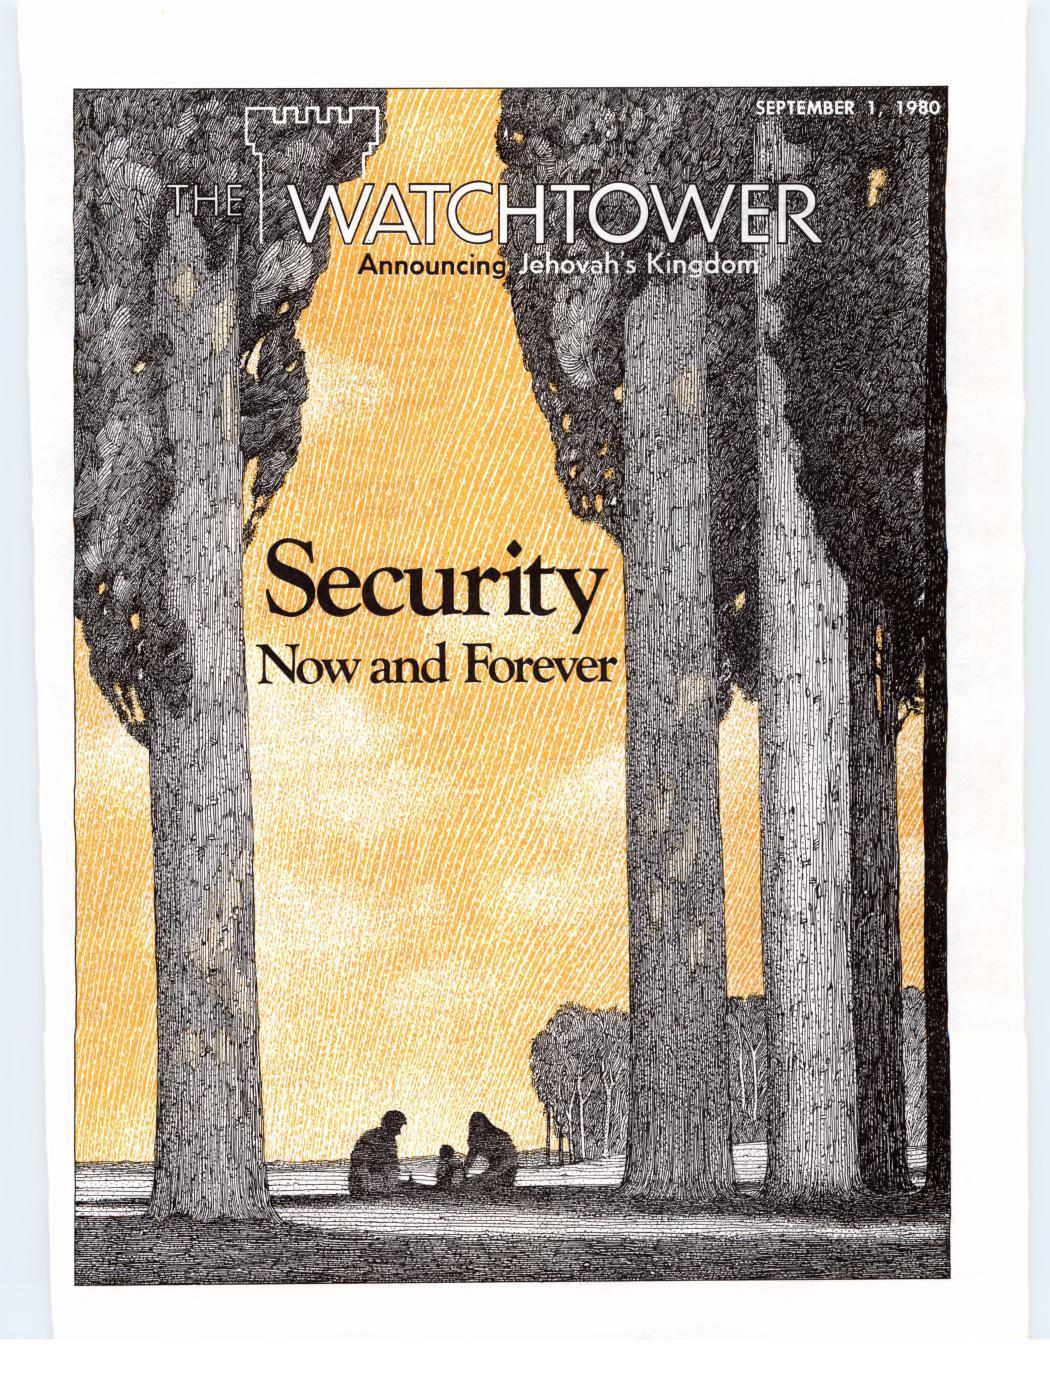 SEPTEMBER 1, 1980
THE WATCHTOWER
Announcing Jehovah's Kingdom
Security
Now and Forever